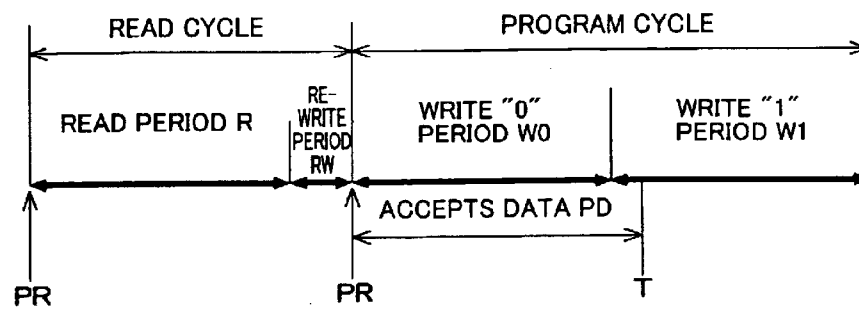 READ CYCLE
PROGRAM CYCLE
READ PERIOD R
RE-
WRITE
PERIOD
RW
WRITE "0"
PERIOD W0
WRITE "1"
PERIOD W1
ACCEPTS DATA PD
PR
PR
T